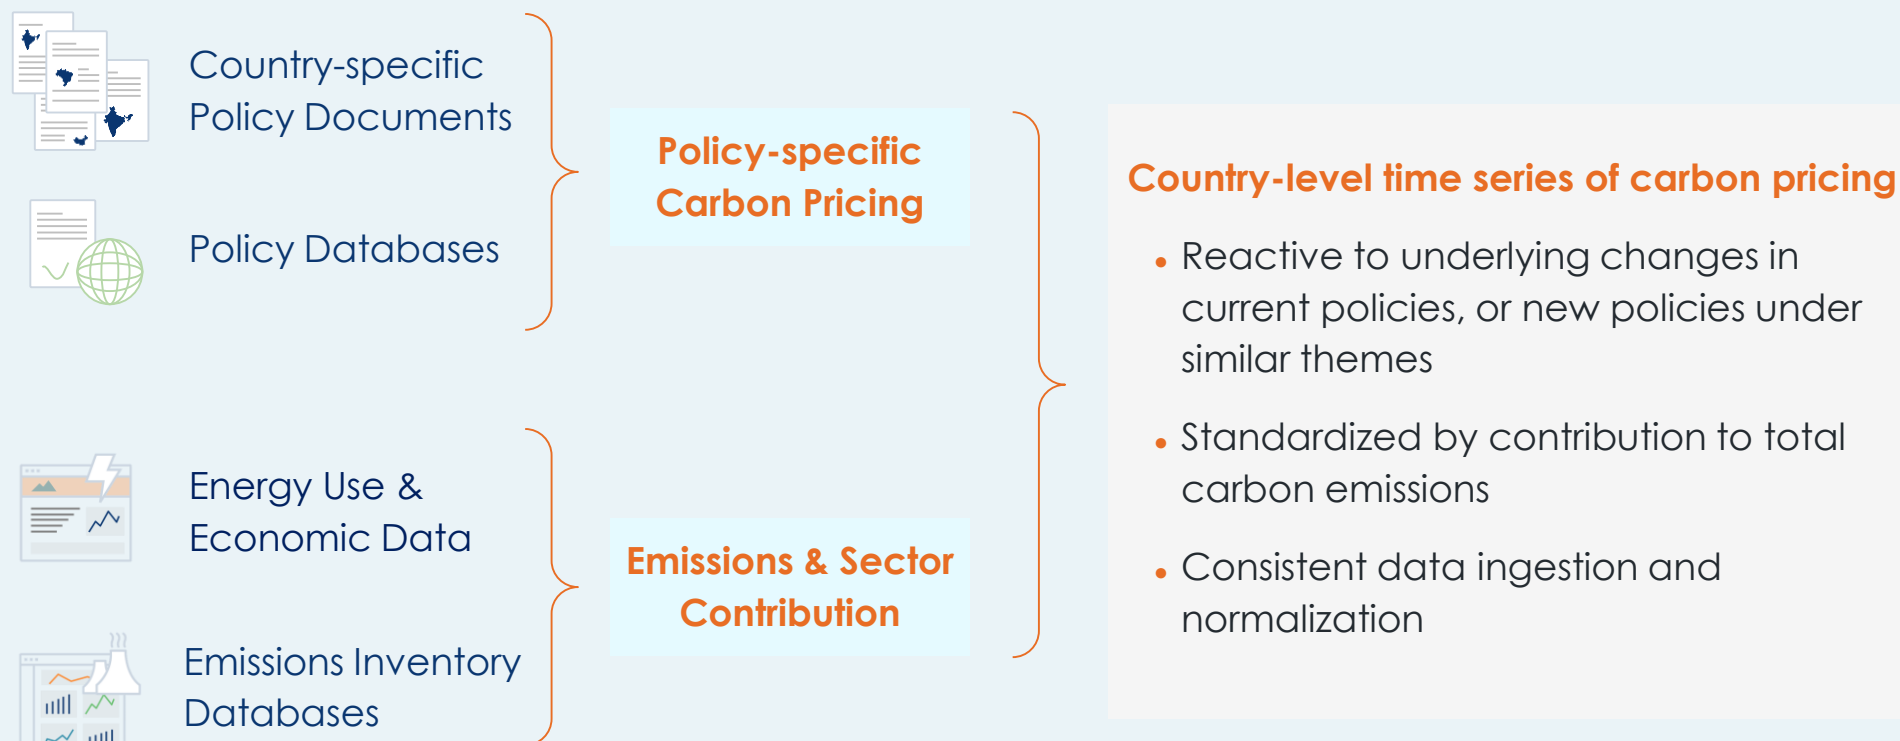 Country-specific
Policy Documents
Policy Databases
Energy Use &
Economic Data
Emissions Inventory
Databases
Policy-specific
Carbon Pricing
Emissions & Sector
Contribution
Country-level time series of carbon pricing
• Reactive to underlying changes in
current policies, or new policies under
similar themes
• Standardized by contribution to total
carbon emissions
• Consistent data ingestion and
normalization